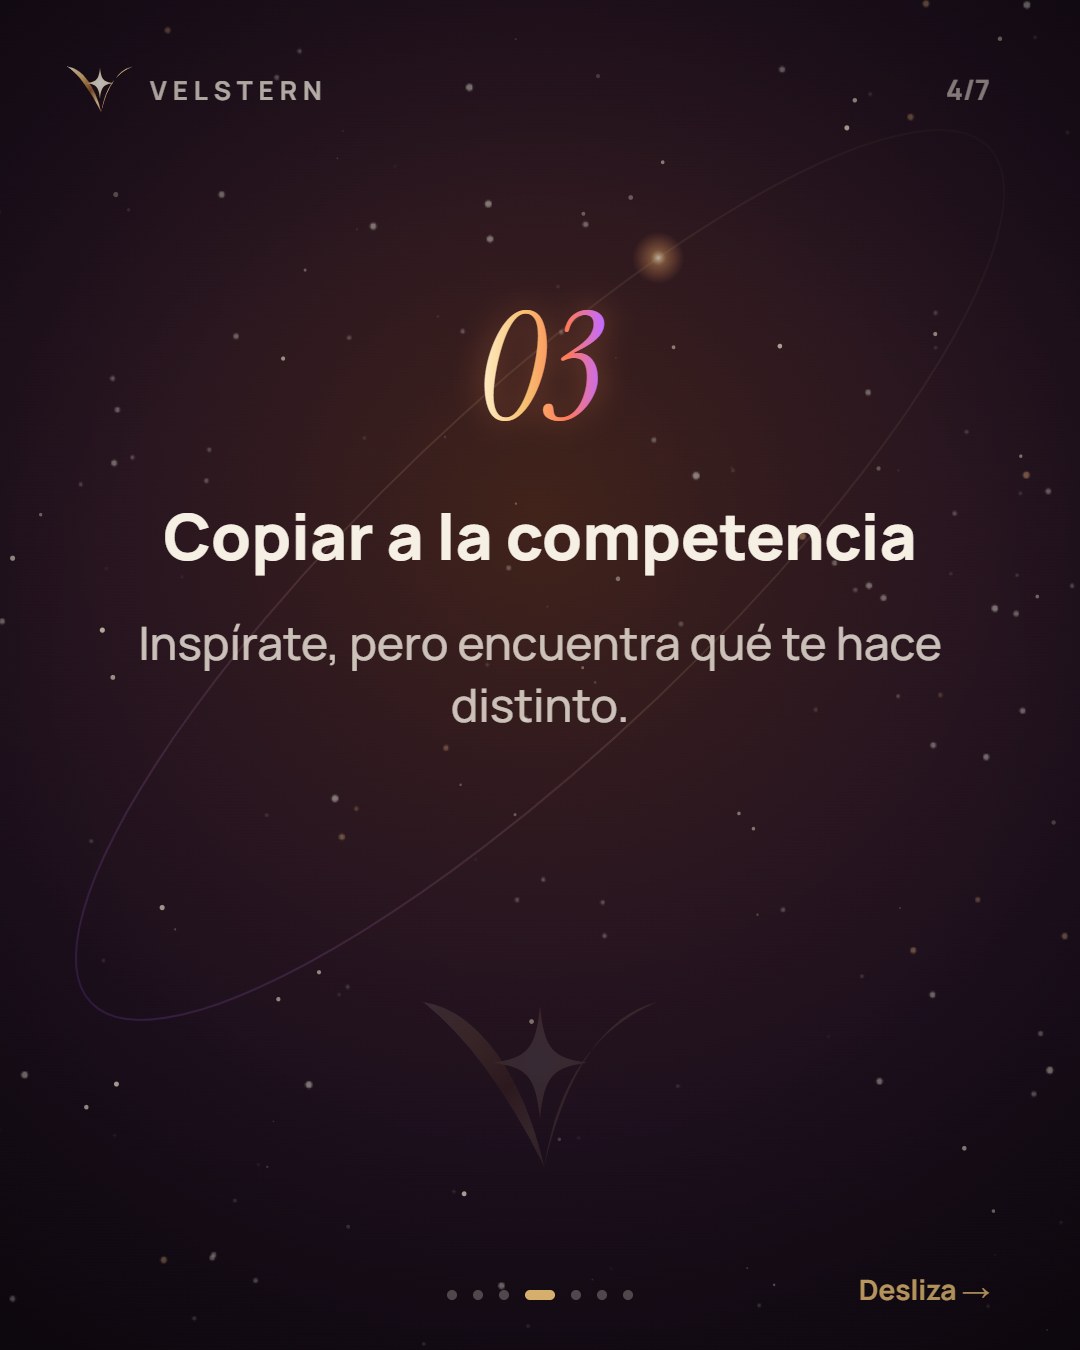 VELSTERN
4/7
03
Copiar a la competencia
Inspírate, pero encuentra qué te hace
distinto.
Desliza →